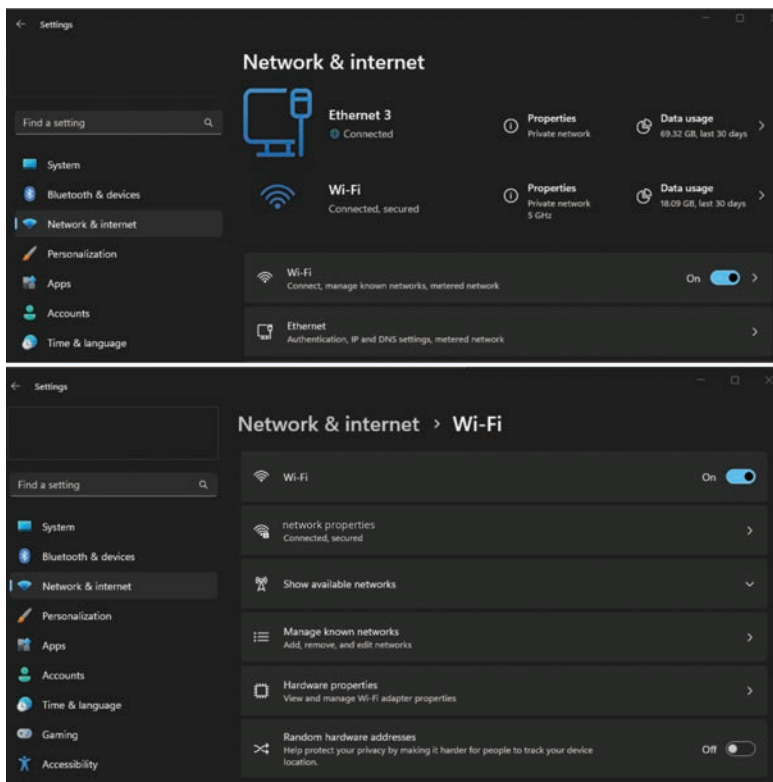 Settings
Network & internet
Find a setting
System
Bluetooth & devices
Network & internet
Personalization
Apps
Accounts
Time & language
Ethernet 3
Connected
Properties
Private network
Data usage
69.32 GB, last 30 days
Wi-Fi
Connected, secured
Properties
Private network
5 GHz
Data usage
18.09 GB, last 30 days
Wi-Fi
Connect, manage known networks, metered network
On
Ethernet
Authentication, IP and DNS settings, metered network
Settings
Network & internet > Wi-Fi
Find a setting
System
Bluetooth & devices
Network & internet
Personalization
Apps
Accounts
Time & language
Gaming
Accessibility
Wi-Fi
On
network properties
Connected, secured
Show available networks
Manage known networks
Add, remove, and edit networks
Hardware properties
View and manage Wi-Fi adapter properties
Random hardware addresses
Help protect your privacy by making it harder for people to track your device
location.
Off